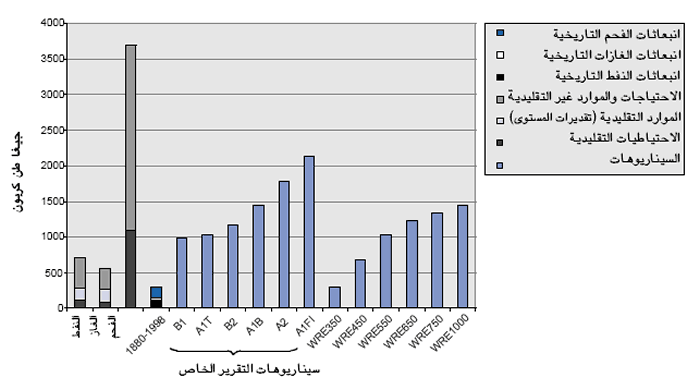 4000
3500
3000
2500
2000
1500
1000
500
0
جيغا طن كربون
النفط
الغاز
الفحم
1880-1998
B1
A1T
B2
A1B
A2
A1FI
WRE350
WRE450
WRE550
WRE650
WRE750
WRE1000
سيناريوهات التقرير الخاص
انبعاثات الفحم التاريخية
انبعاثات الغازات التاريخية
انبعاثات النفط التاريخية
الاحتياجات والموارد غير التقليدية
الموارد التقليدية (تقديرات المستوى)
الاحتياطيات التقليدية
السيناريوهات